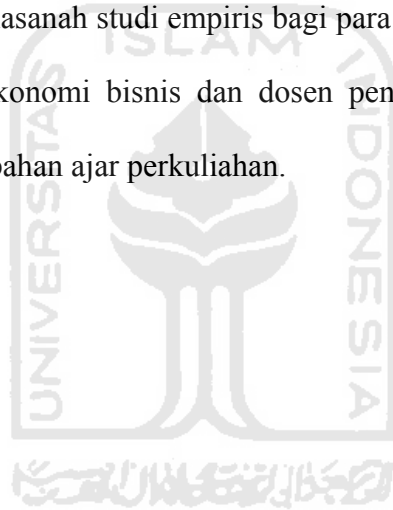 asanah studi empiris bagi para
konomi bisnis dan dosen pen
bahan ajar perkuliahan.
UNIVERSITAS
ISLAM
INDONESIA